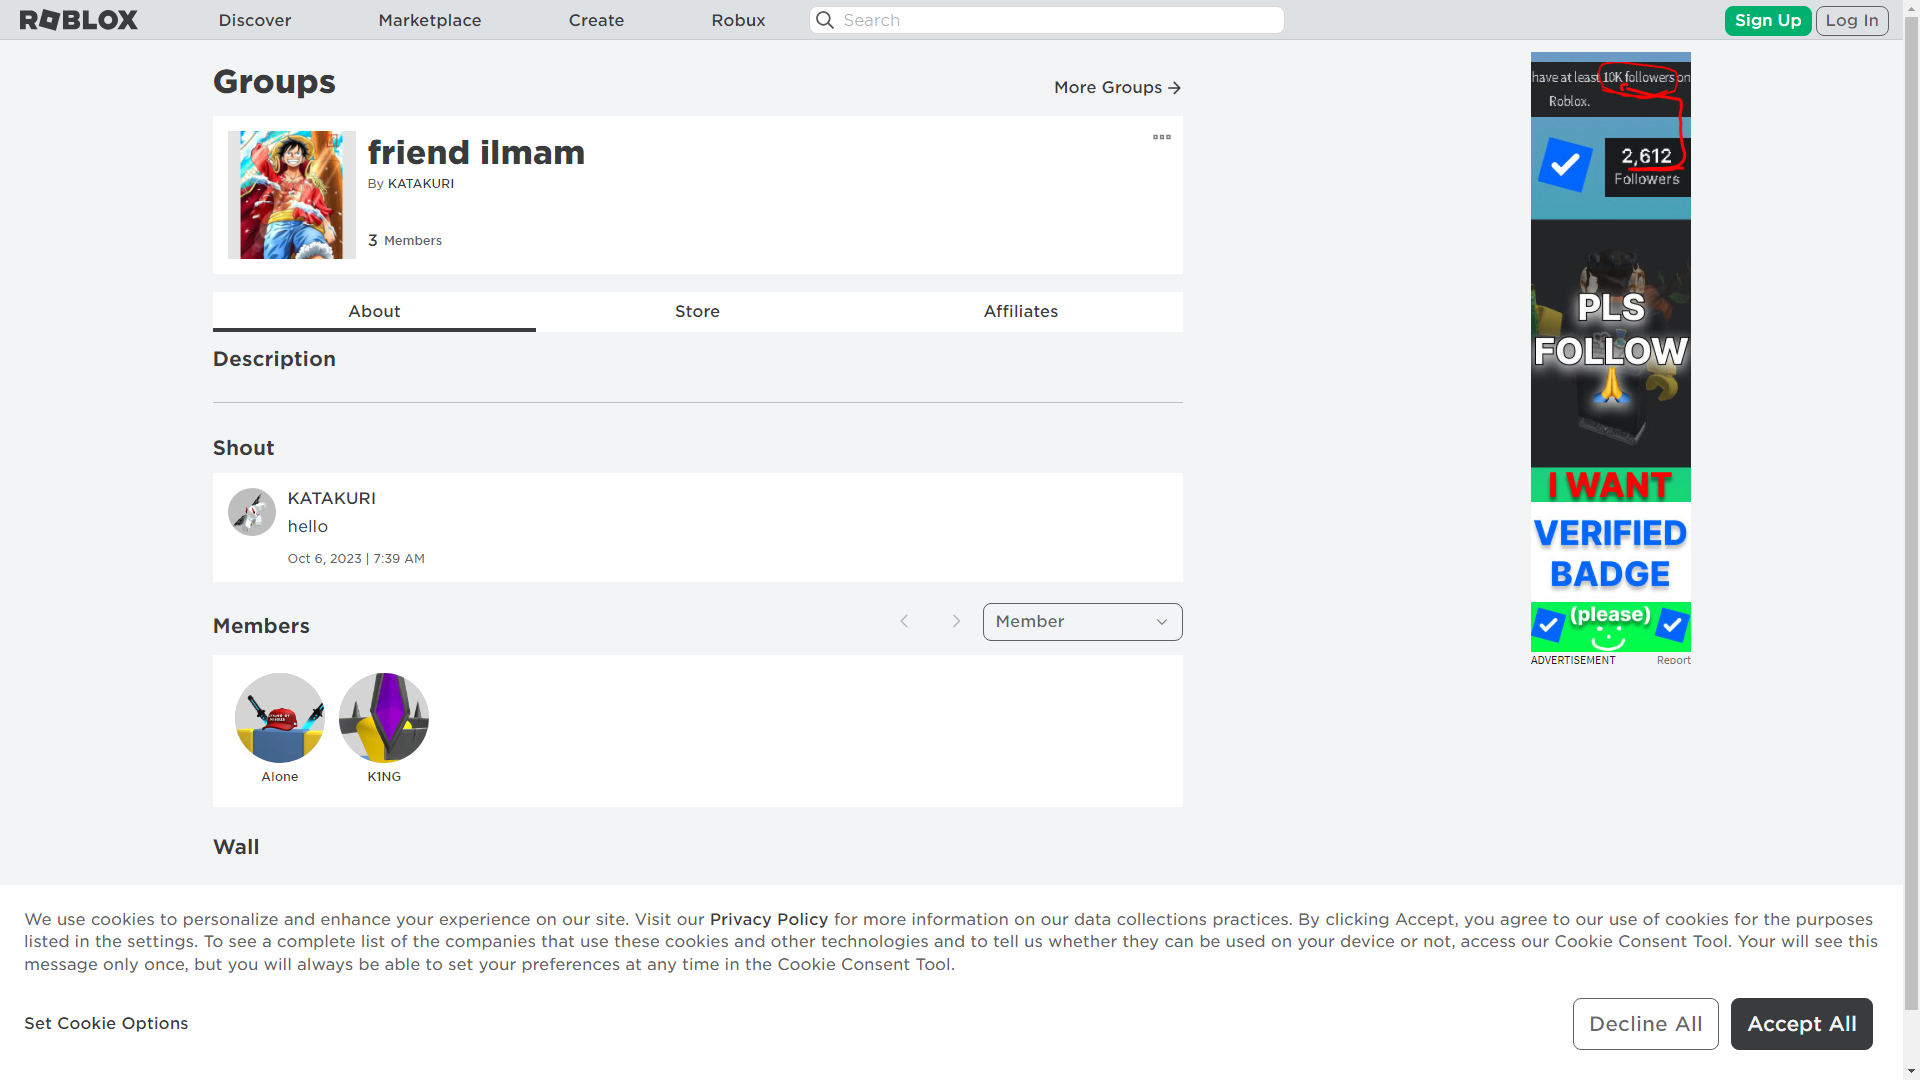 ROBLOX
Discover
Marketplace
Create
Robux
Search
Sign Up
Log In
Groups
More Groups
friend ilmam
By KATAKURI
3 Members
About
Store
Affiliates
Description
Shout
KATAKURI
hello
Oct 6, 2023 | 7:39 AM
Members
Member
Alone
K1NG
Wall
have at least 10K followers on
Roblox.
2,612
Followers
PLS
FOLLOW
I WANT
VERIFIED
BADGE
(please)
ADVERTISEMENT
Report
We use cookies to personalize and enhance your experience on our site. Visit our Privacy Policy for more information on our data collections practices. By clicking Accept, you agree to our use of cookies for the purposes
listed in the settings. To see a complete list of the companies that use these cookies and other technologies and to tell us whether they can be used on your device or not, access our Cookie Consent Tool. Your will see this
message only once, but you will always be able to set your preferences at any time in the Cookie Consent Tool.
Set Cookie Options
Decline All
Accept All